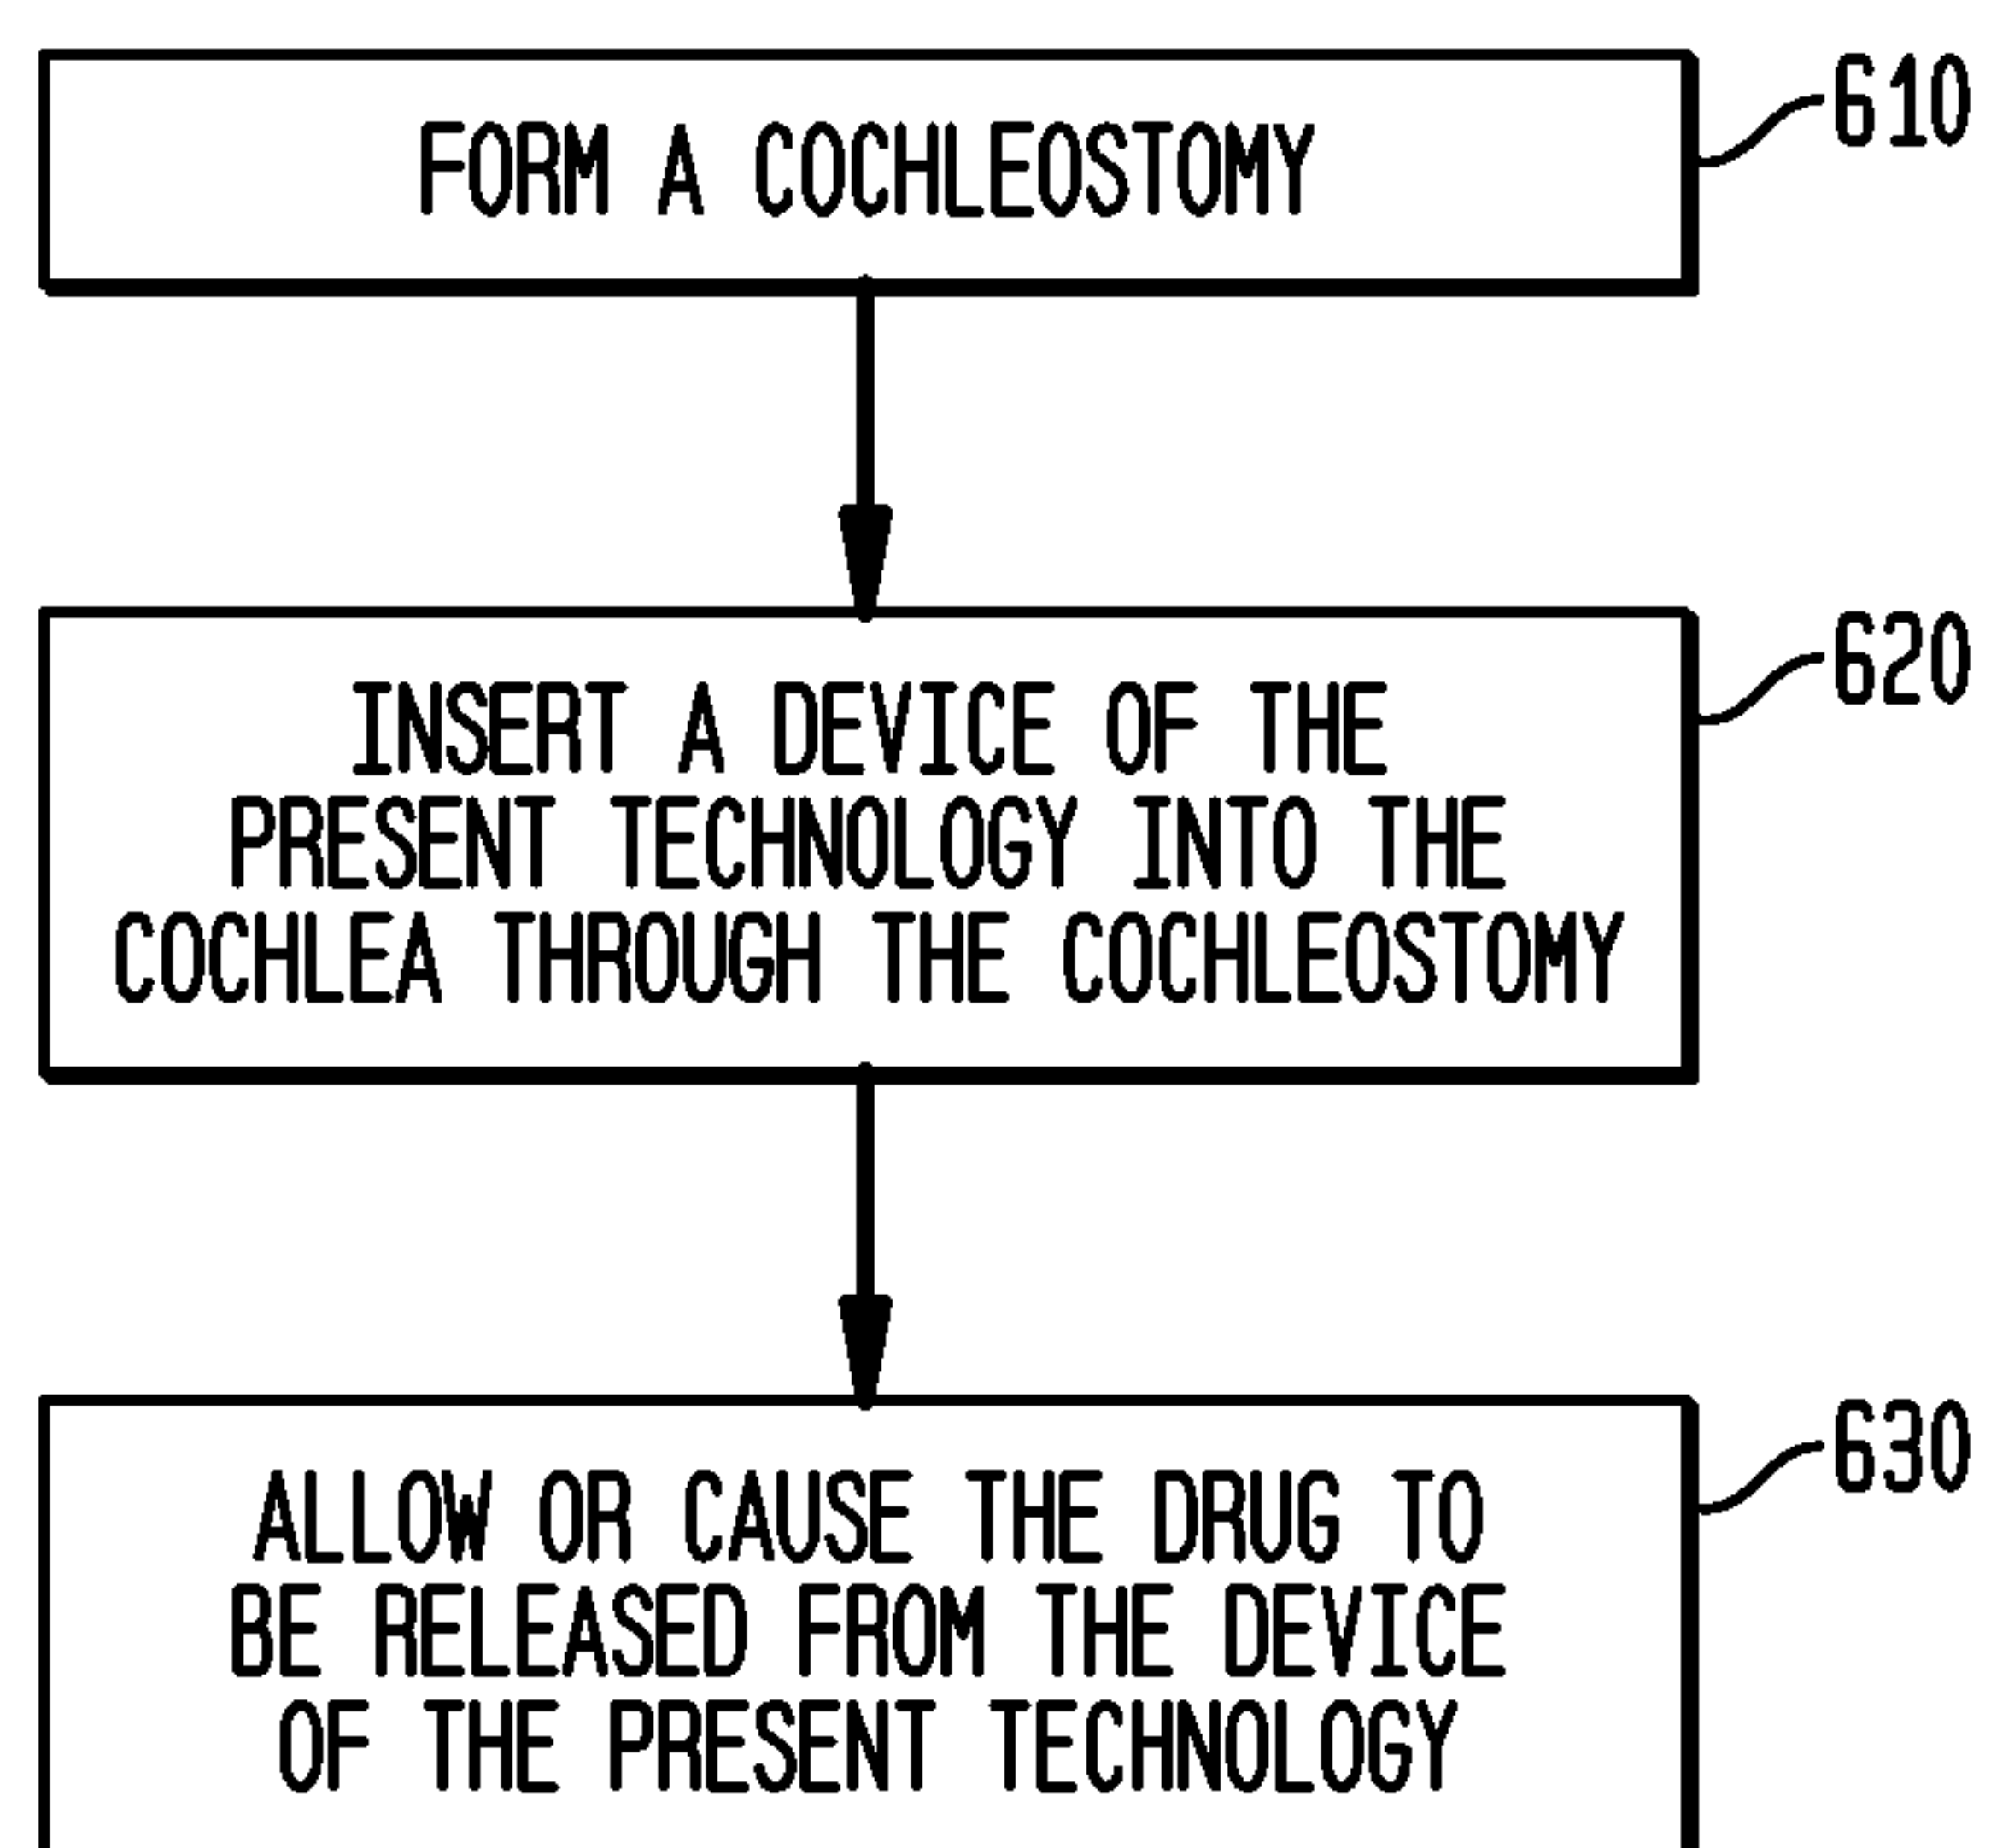 FORM A COCHLEOSTOMY
610
INSERT A DEVICE OF THE
PRESENT TECHNOLOGY INTO THE
COCHLEA THROUGH THE COCHLEOSTOMY
620
ALLOW OR CAUSE THE DRUG TO
BE RELEASED FROM THE DEVICE
OF THE PRESENT TECHNOLOGY
630